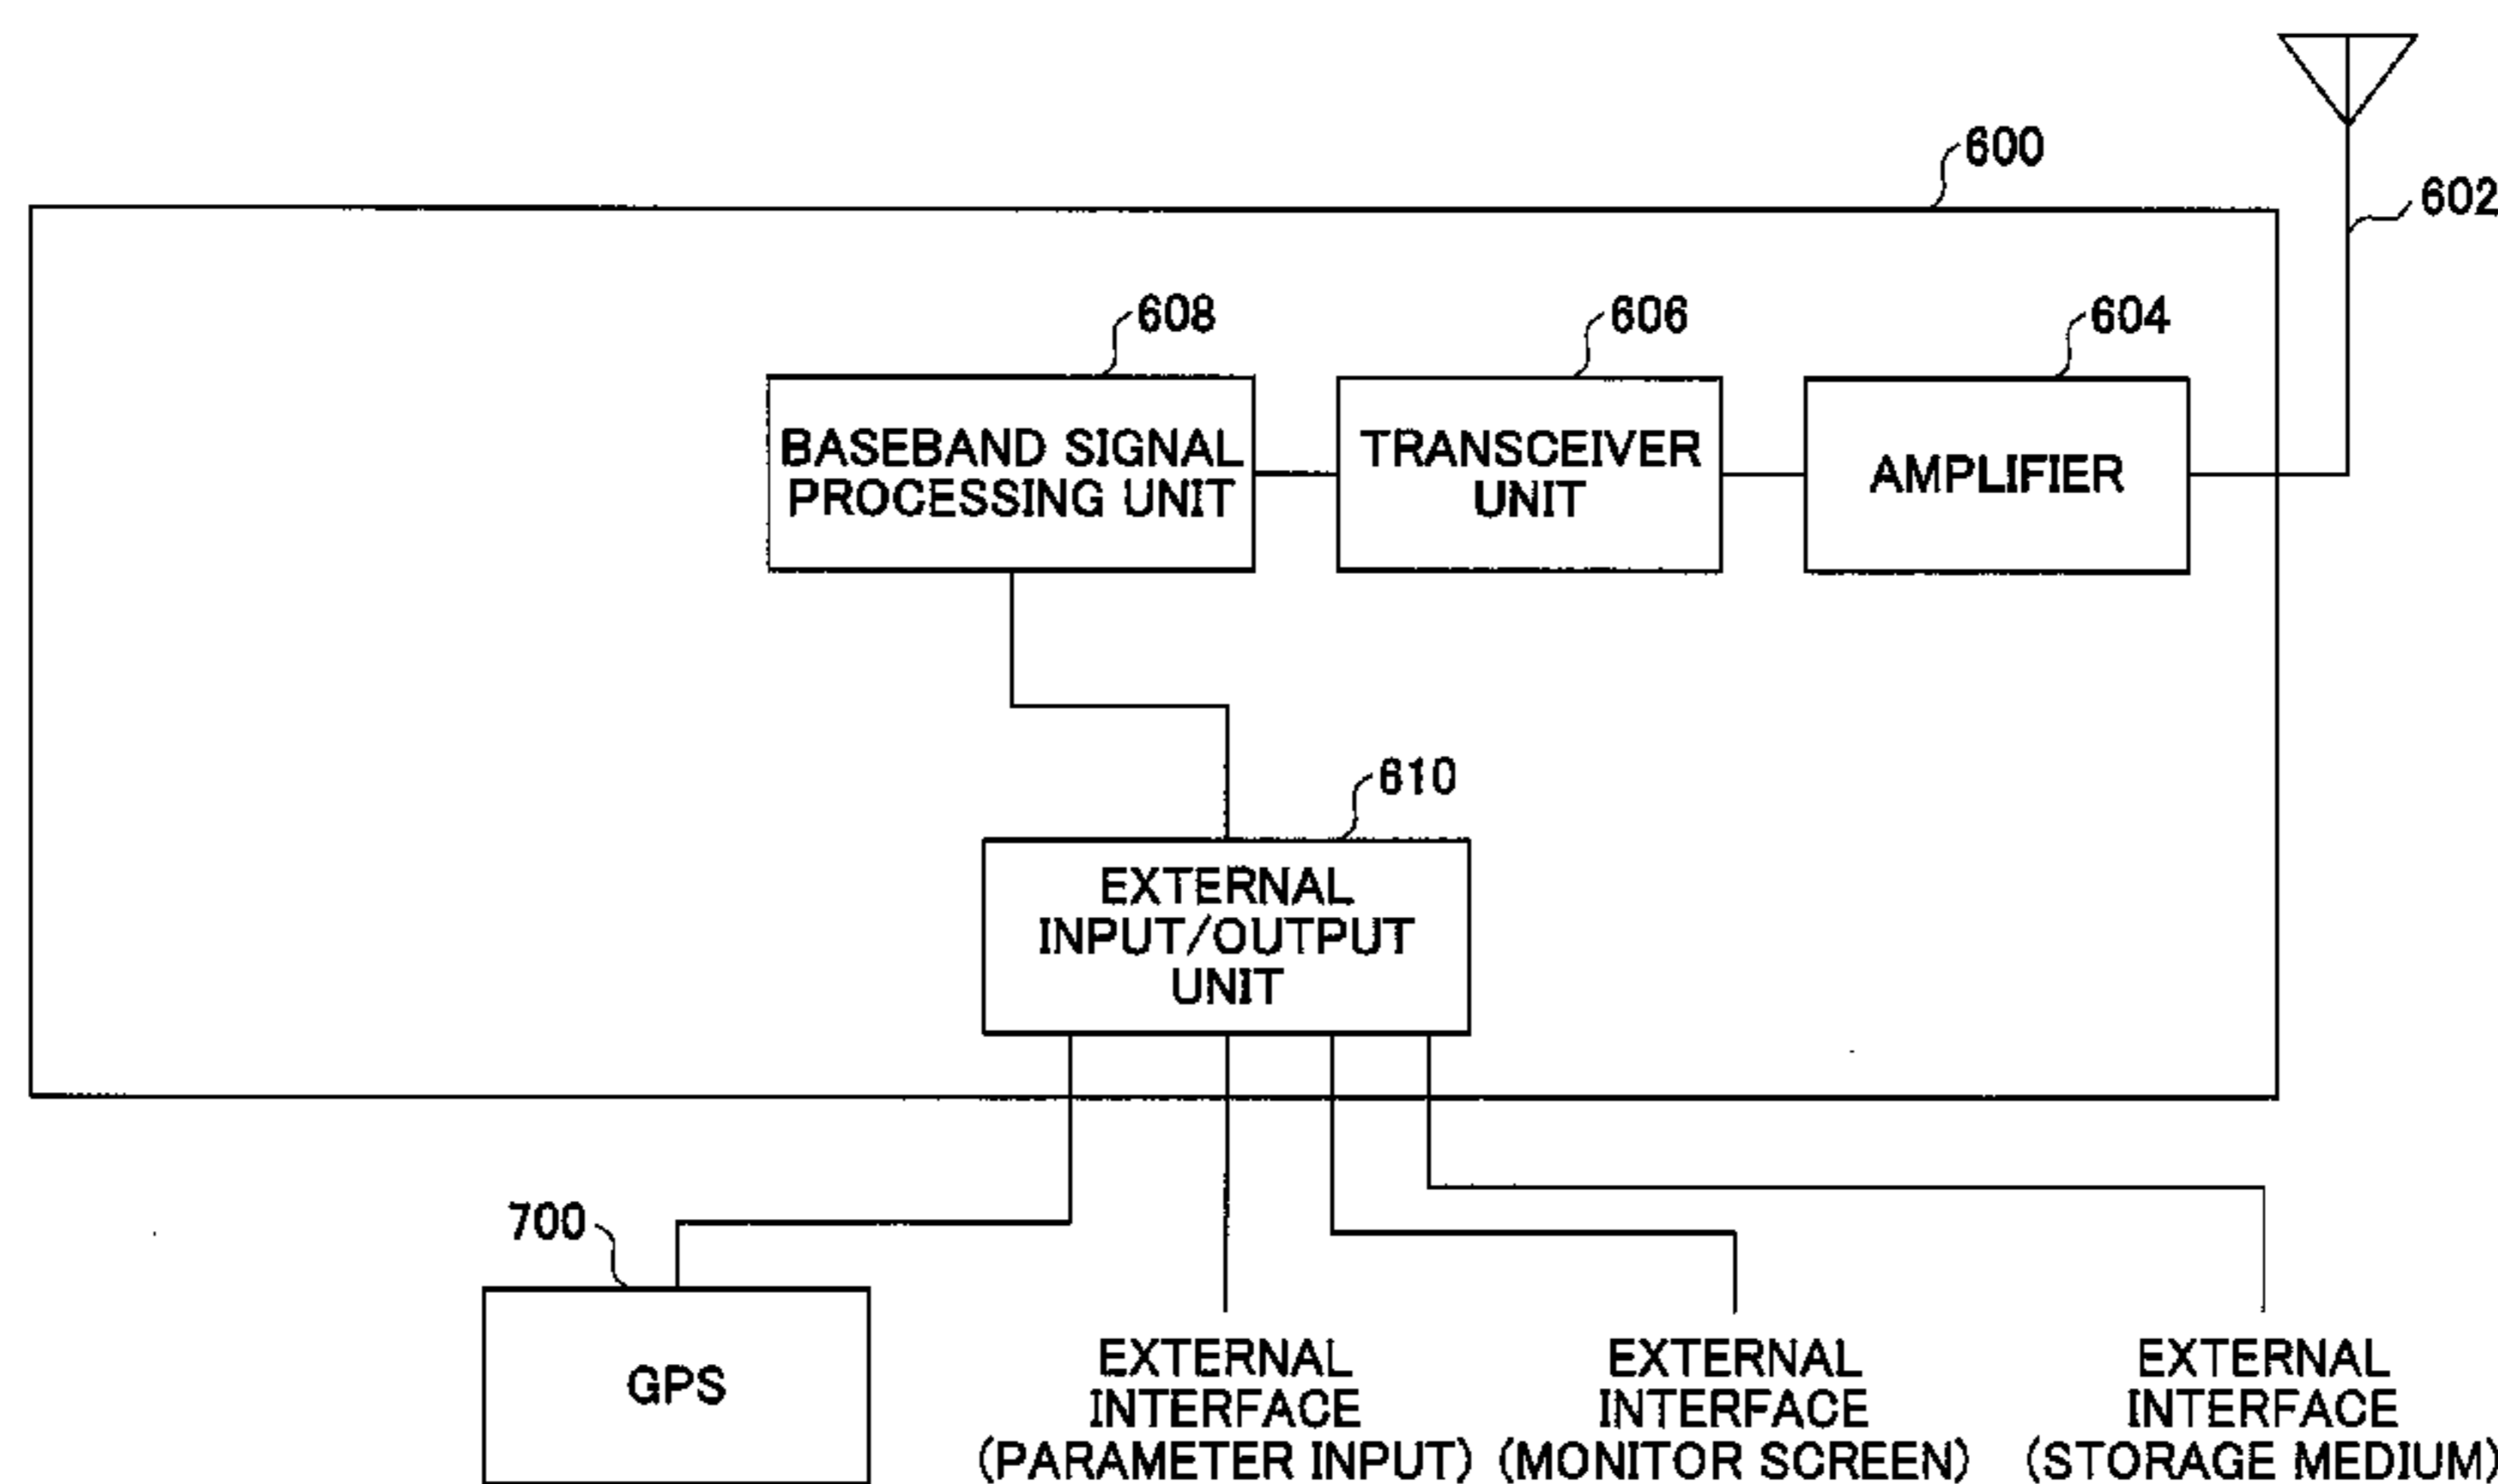 600
602
608
606
604
BASEBAND SIGNAL
PROCESSING UNIT
TRANSCEIVER
UNIT
AMPLIFIER
610
EXTERNAL
INPUT/OUTPUT
UNIT
700
GPS
EXTERNAL
INTERFACE
(PARAMETER INPUT)
EXTERNAL
INTERFACE
(MONITOR SCREEN)
EXTERNAL
INTERFACE
(STORAGE MEDIUM)